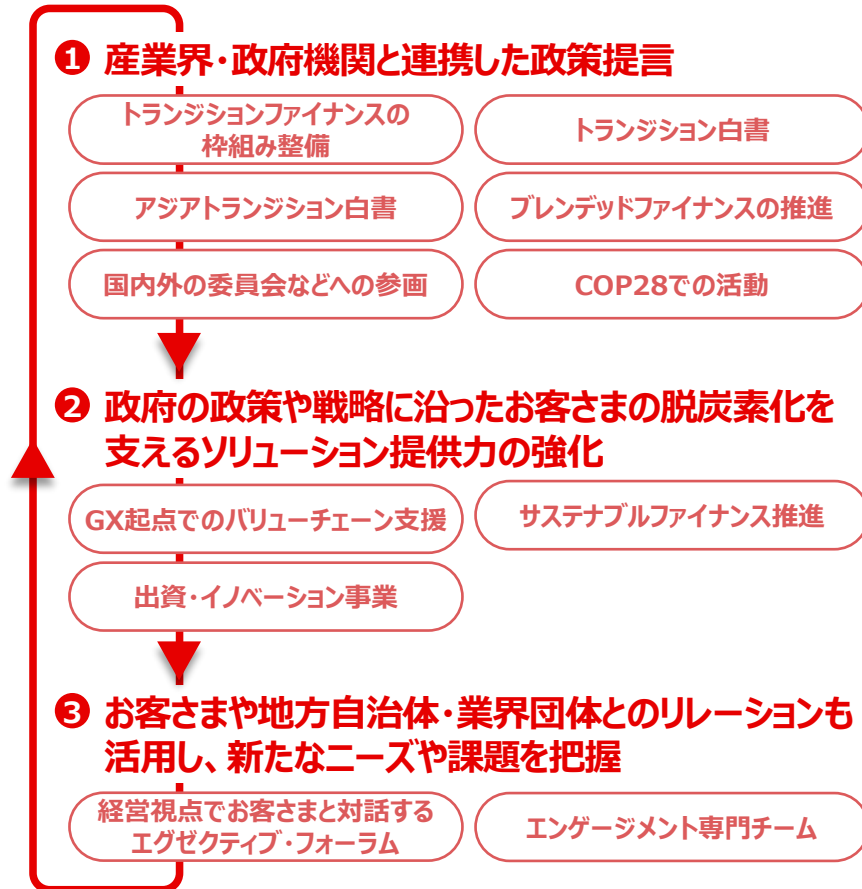 ❶ 産業界・政府機関と連携した政策提言
トランジションファイナンスの
枠組み整備
トランジション白書
アジアトランジション白書
ブレンデッドファイナンスの推進
国内外の委員会などへの参画
COP28での活動
❷ 政府の政策や戦略に沿ったお客さまの脱炭素化を
支えるソリューション提供力の強化
GX起点でのバリューチェーン支援
サステナブルファイナンス推進
出資・イノベーション事業
❸ お客さまや地方自治体・業界団体とのリレーションも
活用し、新たなニーズや課題を把握
経営視点でお客さまと対話する
エグゼクティブ・フォーラム
エンゲージメント専門チーム